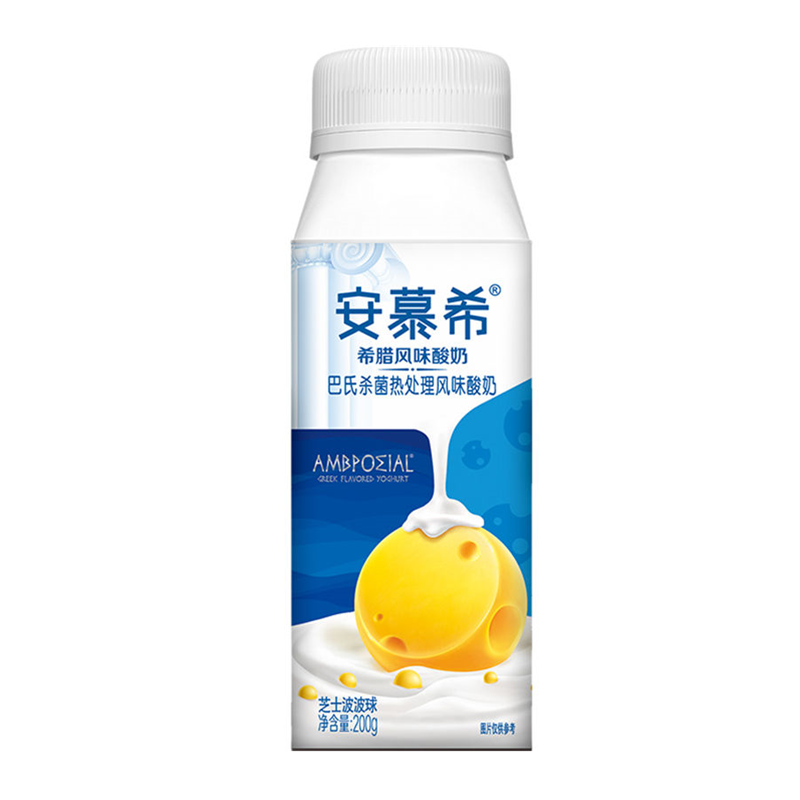 安慕希®
希腊风味酸奶
巴氏杀菌热处理风味酸奶
AMBPOΣIAL®
GREEK FLAVORED YOGHURT
芝士波波球
净含量:200g
图片仅供参考